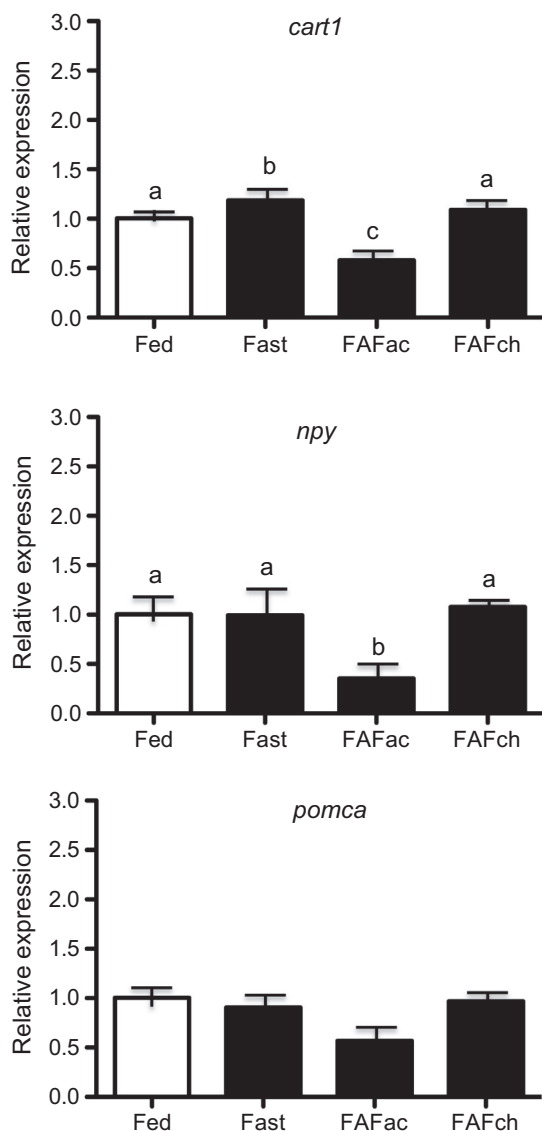 cart1
3.0
2.5
2.0
1.5
1.0
0.5
0.0
Relative expression
a
b
c
a
Fed Fast FAFac FAFch
npy
3.0
2.5
2.0
1.5
1.0
0.5
0.0
Relative expression
a
a
b
a
Fed Fast FAFac FAFch
pomca
3.0
2.5
2.0
1.5
1.0
0.5
0.0
Relative expression
Fed Fast FAFac FAFch